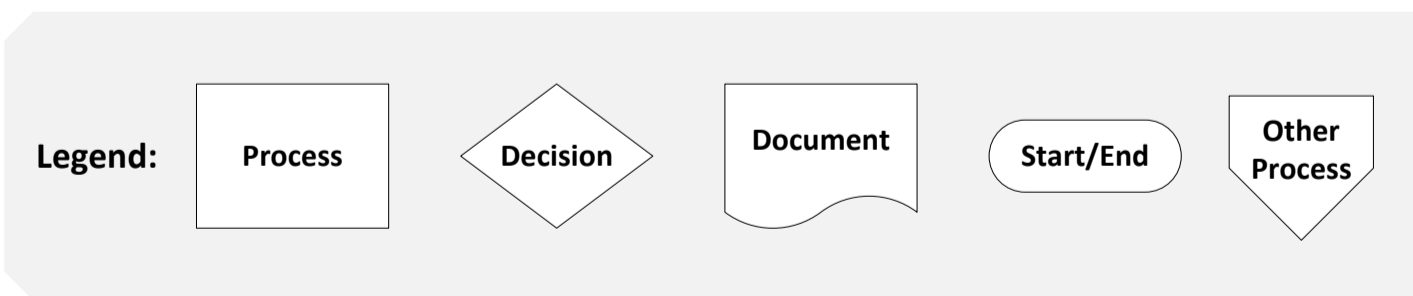 Legend:
Process
Decision
Document
Start/End
Other
Process